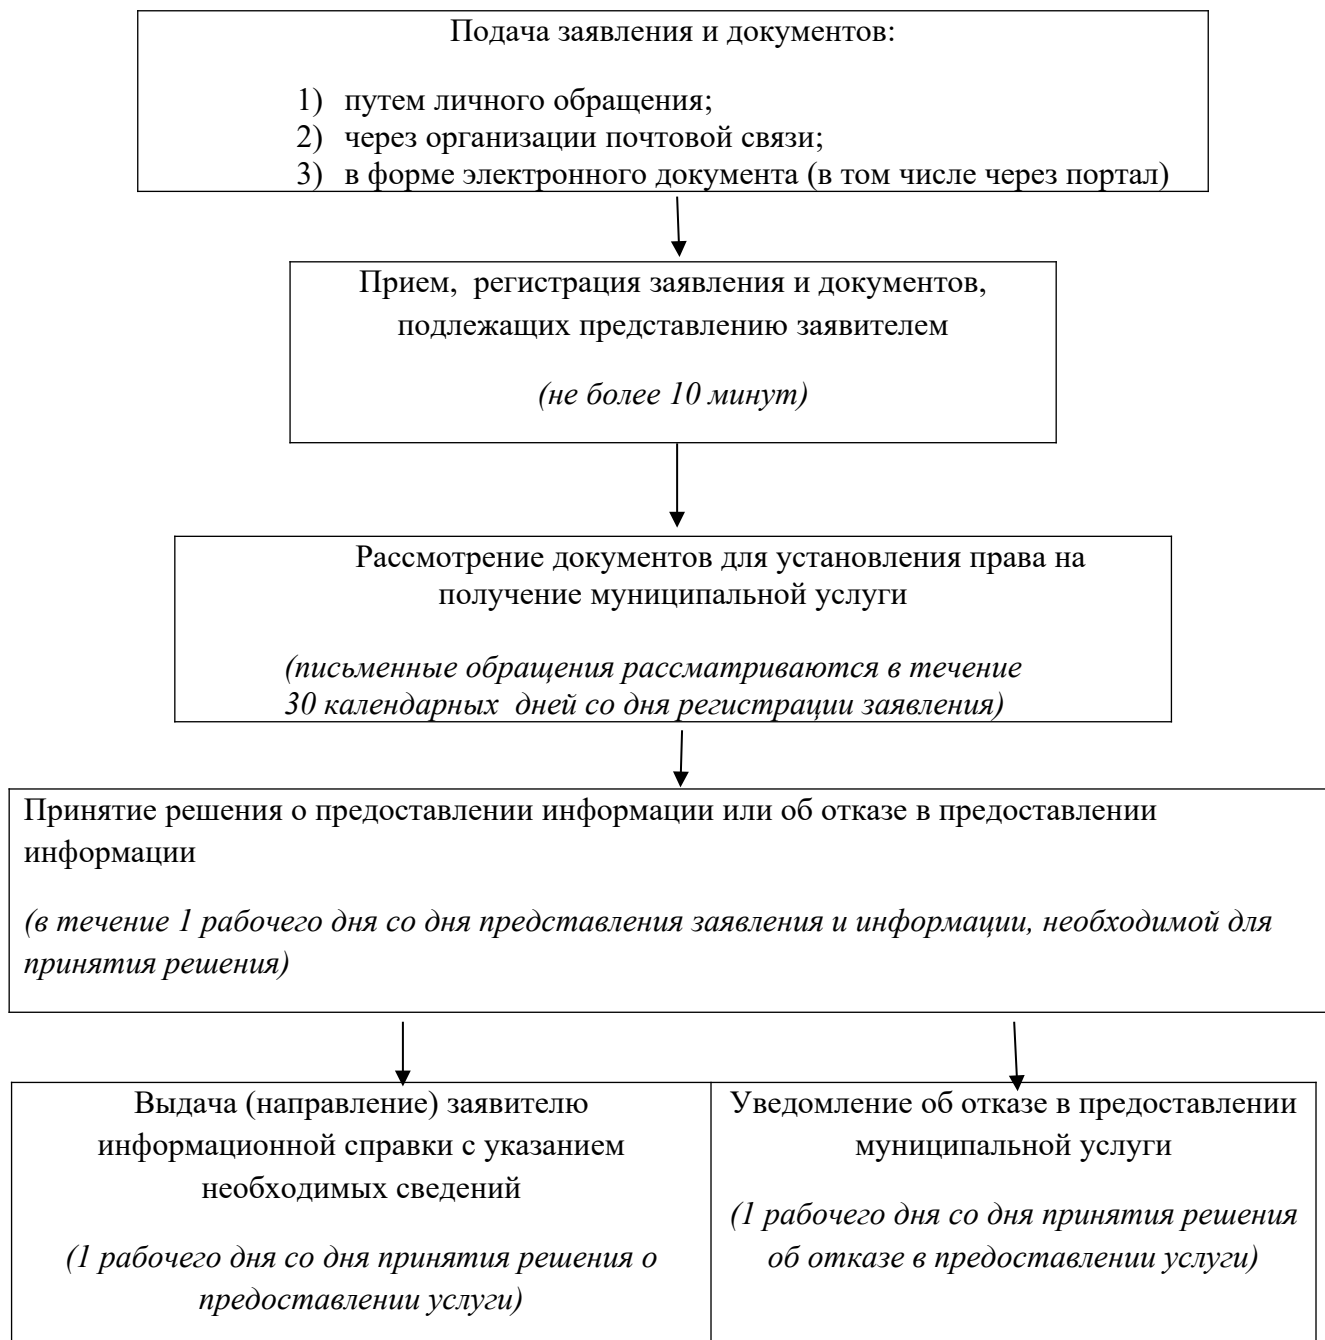 Подача заявления и документов:
1) путем личного обращения;
2) через организации почтовой связи;
3) в форме электронного документа (в том числе через портал)
Прием,  регистрация заявления и документов,
подлежащих представлению заявителем
(не более 10 минут)
Рассмотрение документов для установления права на
получение муниципальной услуги
(письменные обращения рассматриваются в течение
30 календарных  дней со дня регистрации заявления)
Принятие решения о предоставлении информации или об отказе в предоставлении
информации
(в течение 1 рабочего дня со дня представления заявления и информации, необходимой для
принятия решения)
Выдача (направление) заявителю
информационной справки с указанием
необходимых сведений
(1 рабочего дня со дня принятия решения о
предоставлении услуги)
Уведомление об отказе в предоставлении
муниципальной услуги
(1 рабочего дня со дня принятия решения
об отказе в предоставлении услуги)